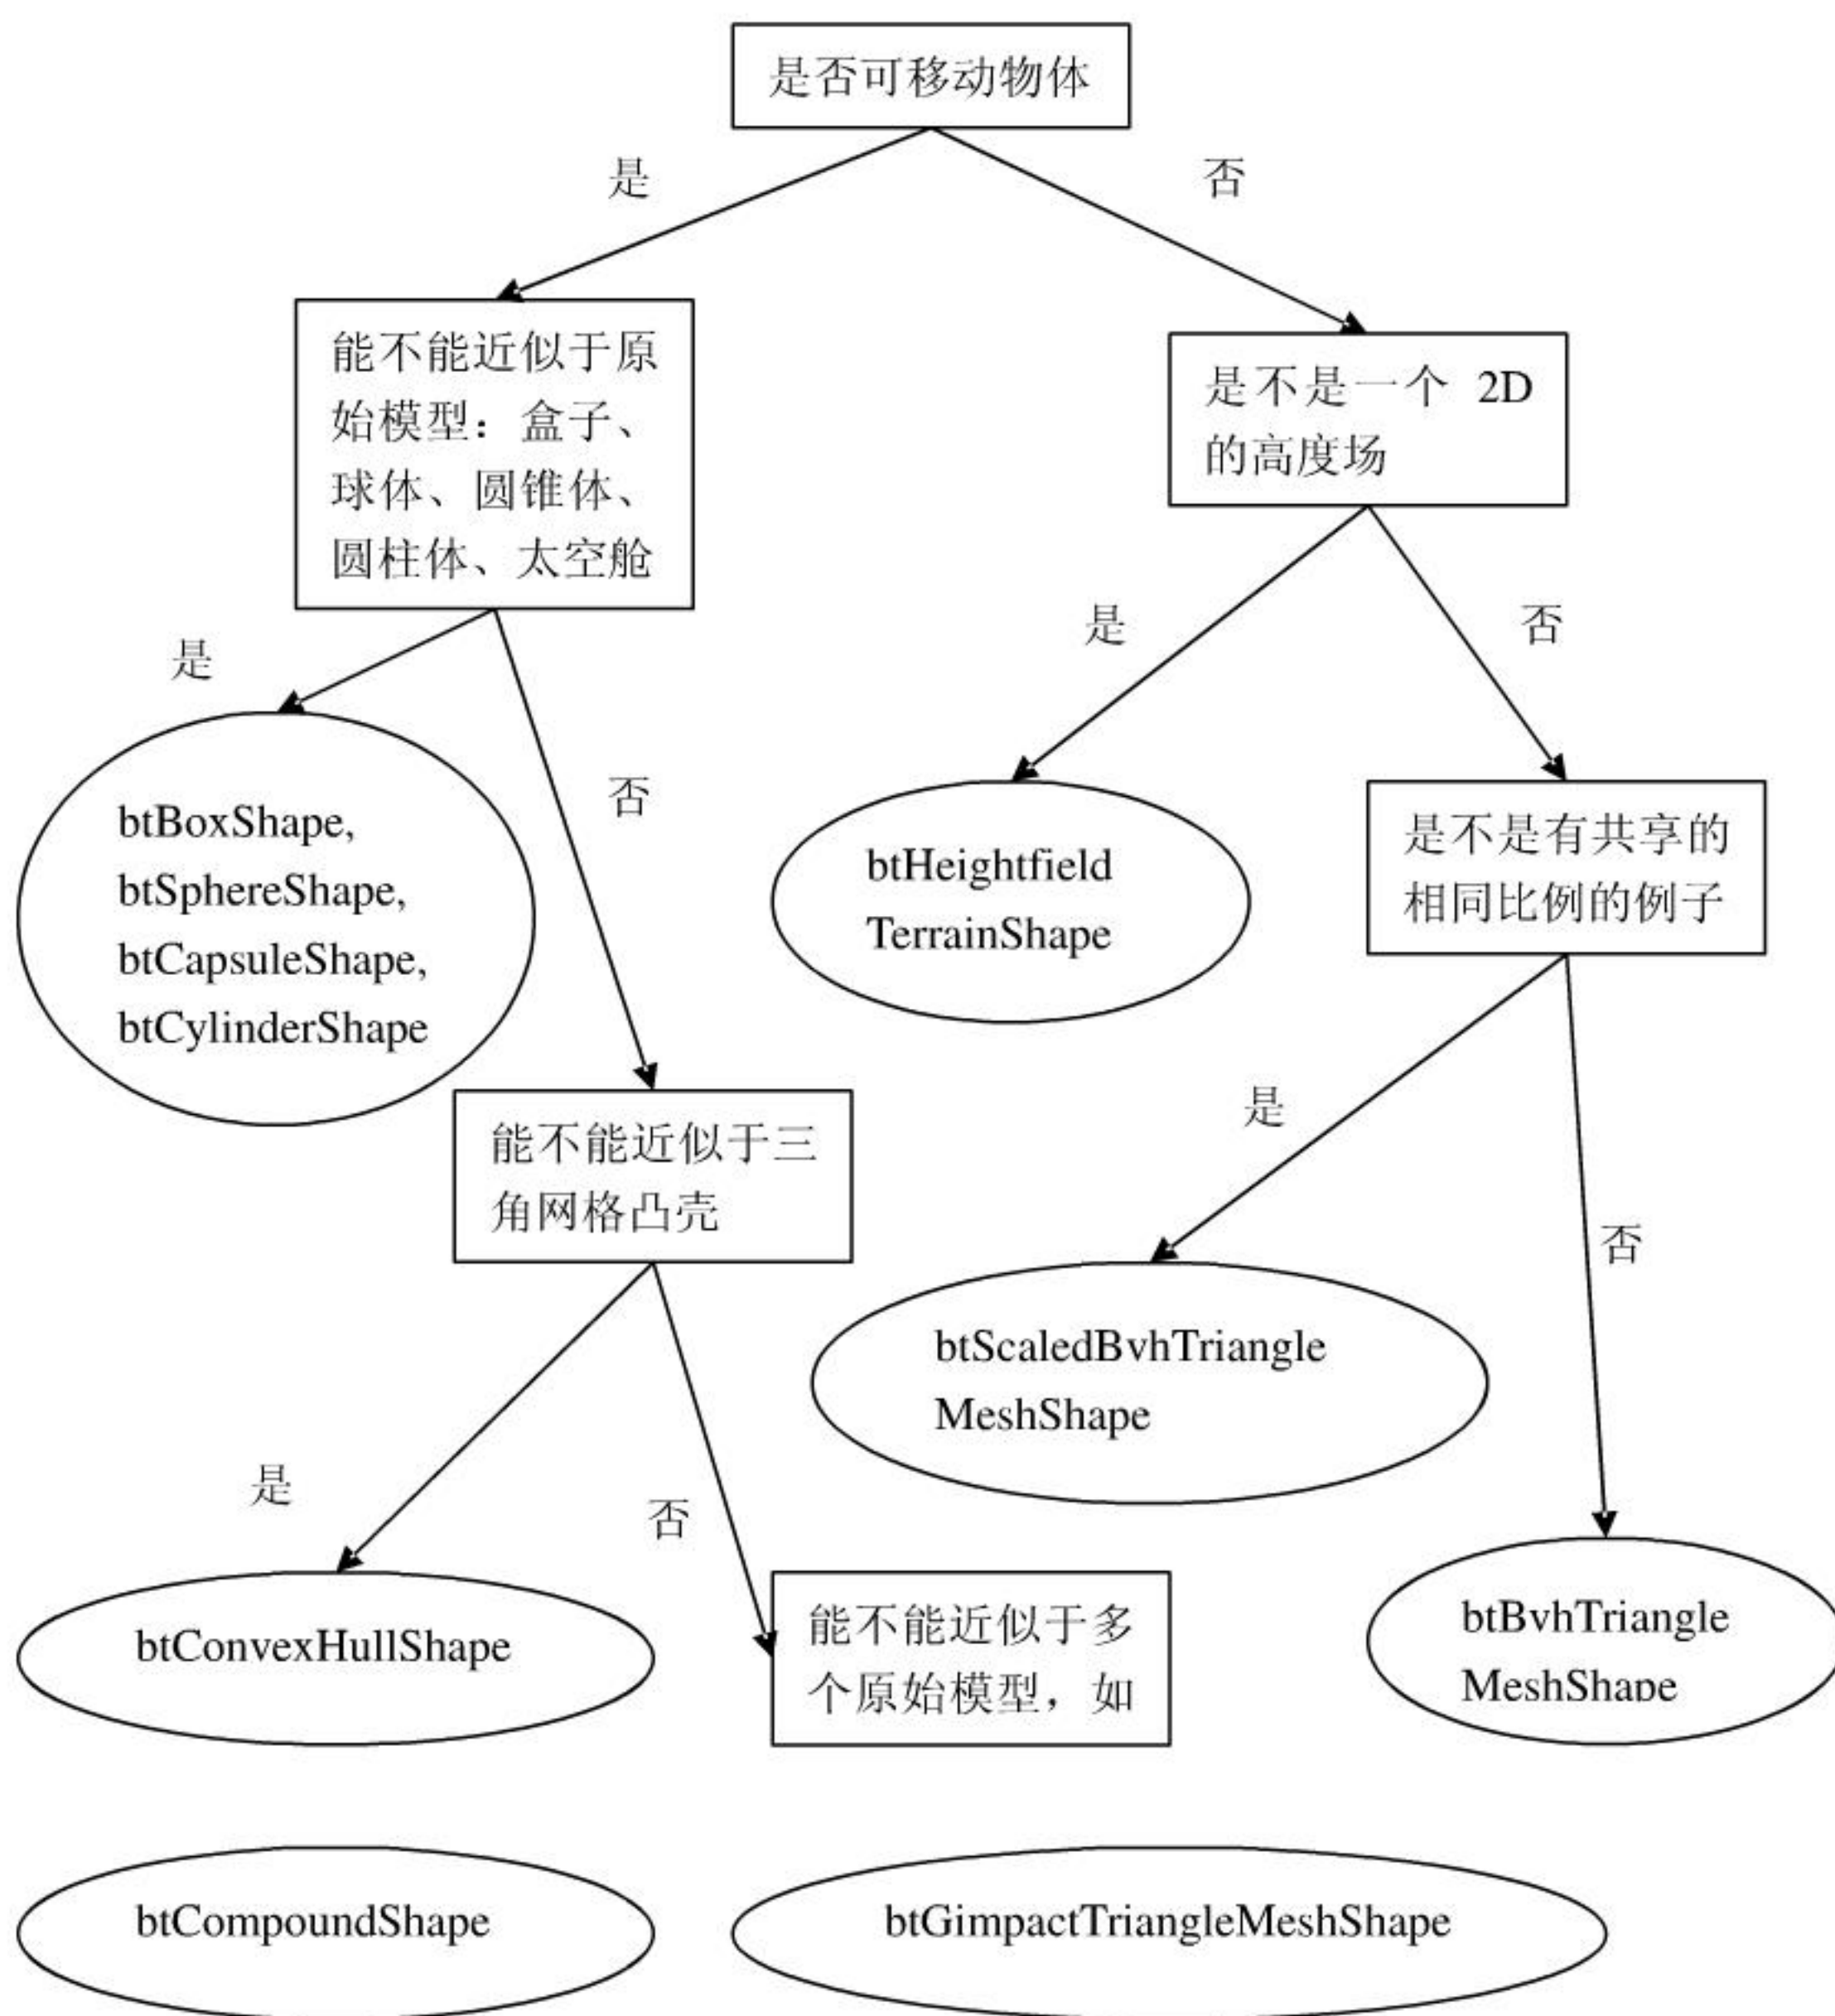 是否可移动物体
是
否
能不能近似于原
始模型：盒子、
球体、圆锥体、
圆柱体、太空舱
是不是一个 2D
的高度场
是
否
是
否
btBoxShape,
btSphereShape,
btCapsuleShape,
btCylinderShape
btHeightfield
TerrainShape
是不是有共享的
相同比例的例子
能不能近似于三
角网格凸壳
是
否
btScaledBvhTriangle
MeshShape
是
否
btConvexHullShape
能不能近似于多
个原始模型，如
btBvhTriangle
MeshShape
btCompoundShape
btGimpactTriangleMeshShape